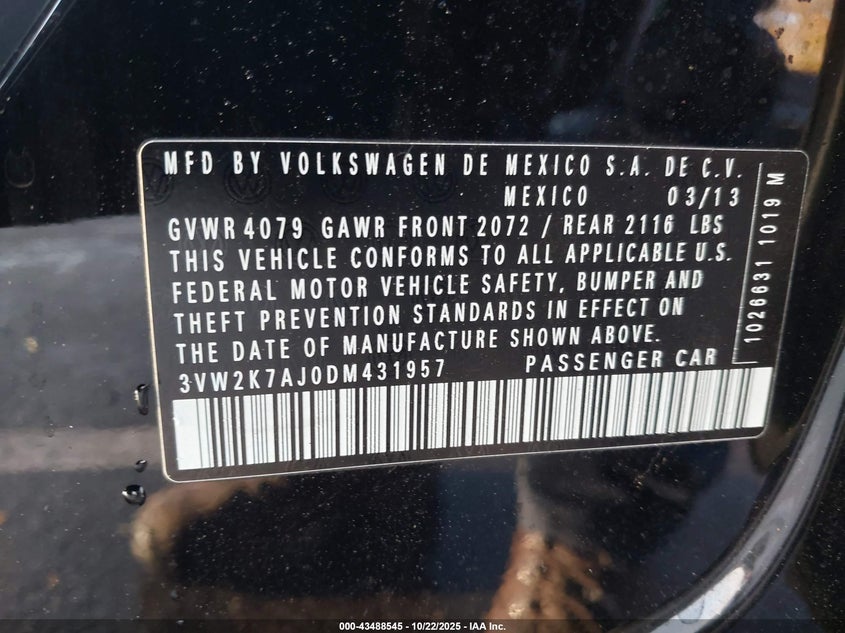 MFD BY VOLKSWAGEN DE MEXICO S.A. DE C.V.
MEXICO 03/13
GVWR 4079 GAWR FRONT 2072 / REAR 2116 LBS
THIS VEHICLE CONFORMS TO ALL APPLICABLE U.S.
FEDERAL MOTOR VEHICLE SAFETY, BUMPER AND
THEFT PREVENTION STANDARDS IN EFFECT ON
THE DATE OF MANUFACTURE SHOWN ABOVE.
3VW2K7AJ0DM431957 PASSENGER CAR
1026631 1019 M
000-43488545 - 10/22/2025 - IAA Inc.